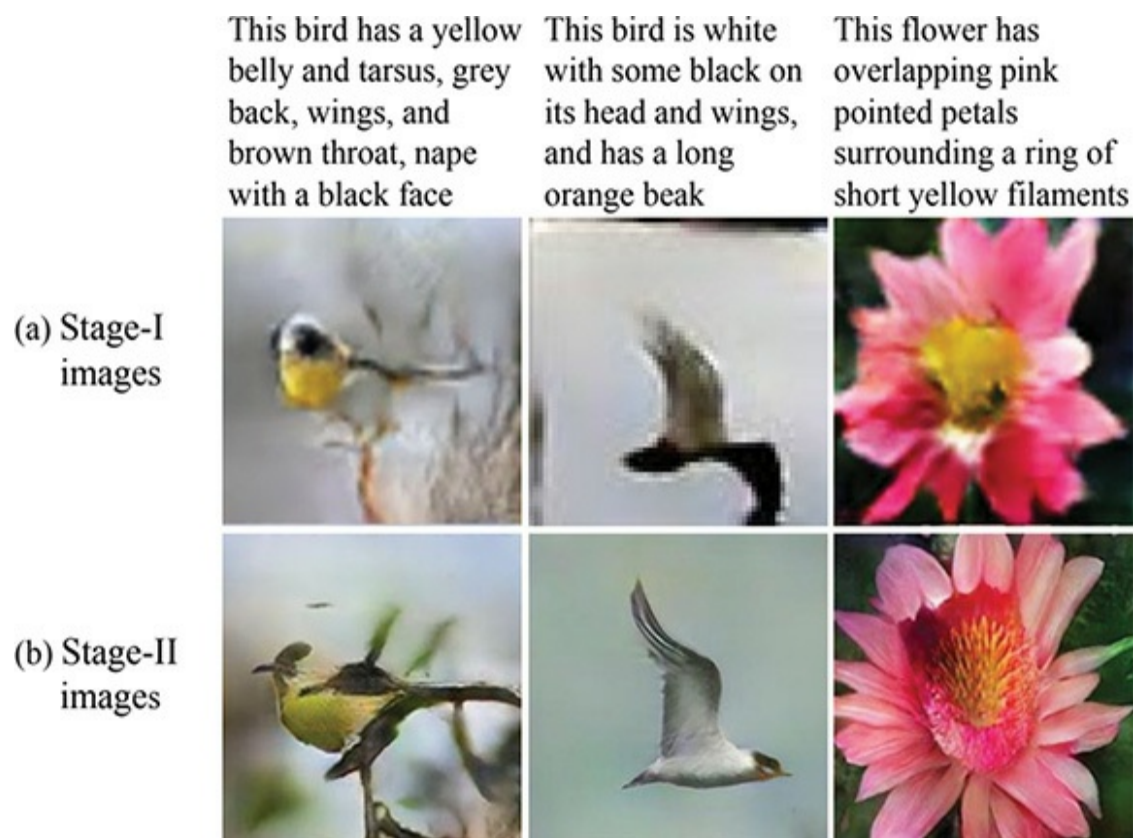 This bird has a yellow
belly and tarsus, grey
back, wings, and
brown throat, nape
with a black face
This bird is white
with some black on
its head and wings,
and has a long
orange beak
This flower has
overlapping pink
pointed petals
surrounding a ring of
short yellow filaments
(a) Stage-I
images
(b) Stage-II
images